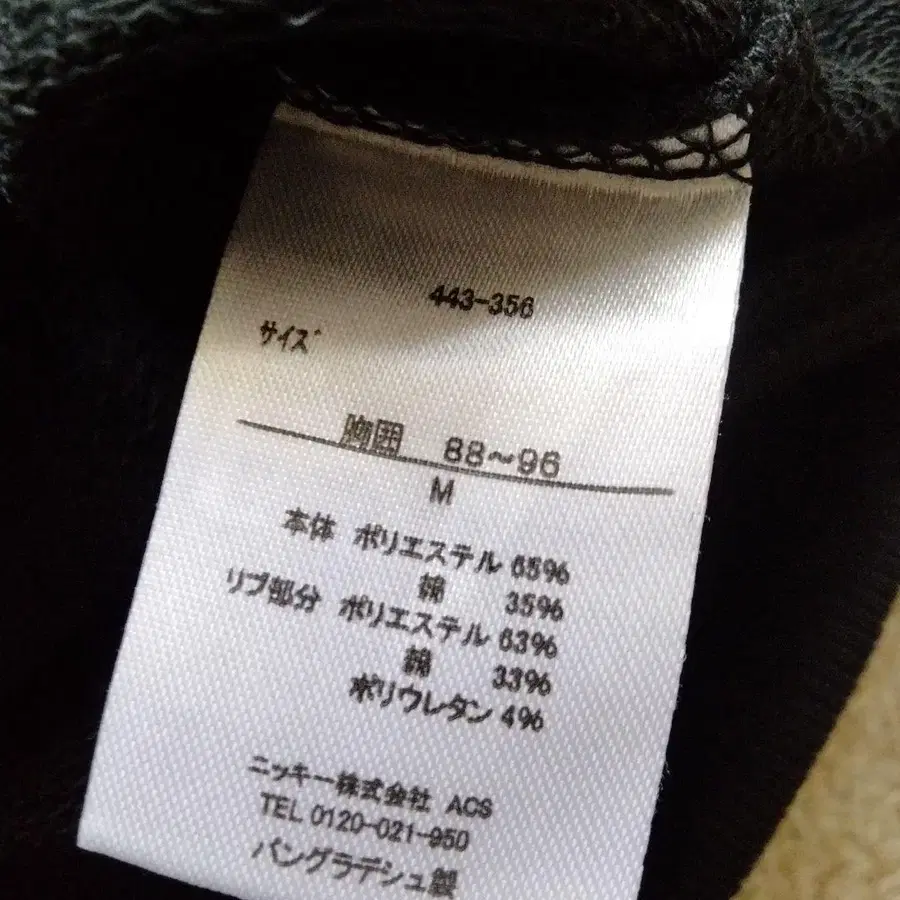 443-356
ｻｲｽﾞ
胸囲 88～96
M
本体 ポリエステル 65%
綿 35%
リブ部分 ポリエステル 63%
綿 33%
ポリウレタン 4%
ニッキー株式会社 ACS
TEL 0120-021-950
バングラデシュ製